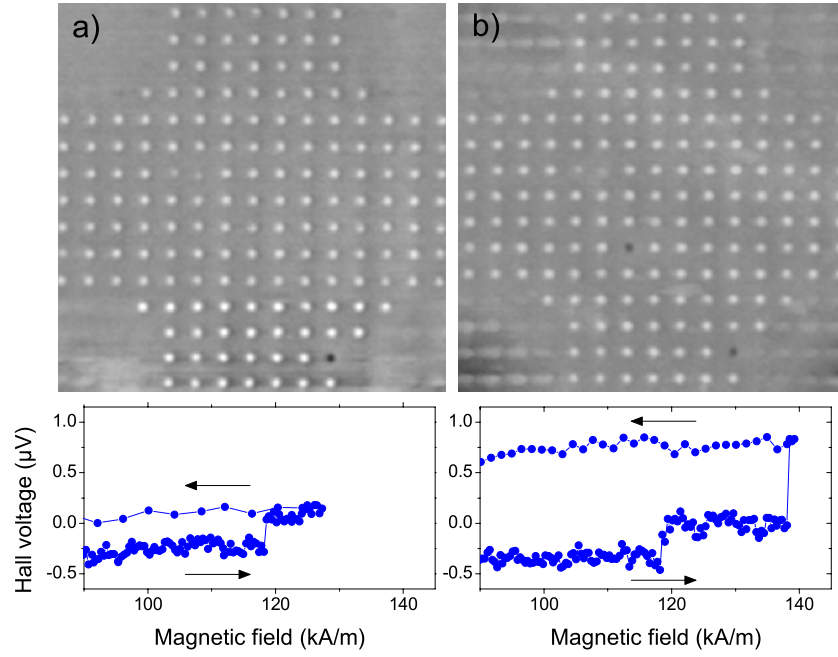 a) b)
1.0 1.0
0.5 0.5
0.0 0.0
-0.5 -0.5
Hall voltage (μV)
100 120 140 100 120 140
Magnetic field (kA/m) Magnetic field (kA/m)